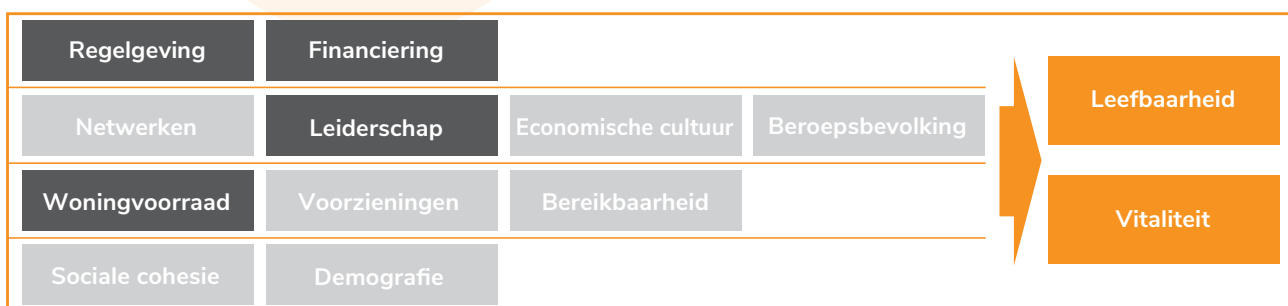 Regelgeving
Financiering
Netwerken
Leiderschap
Economische cultuur
Beroepsbevolking
Woningvoorraad
Voorzieningen
Bereikbaarheid
Sociale cohesie
Demografie
Leefbaarheid
Vitaliteit